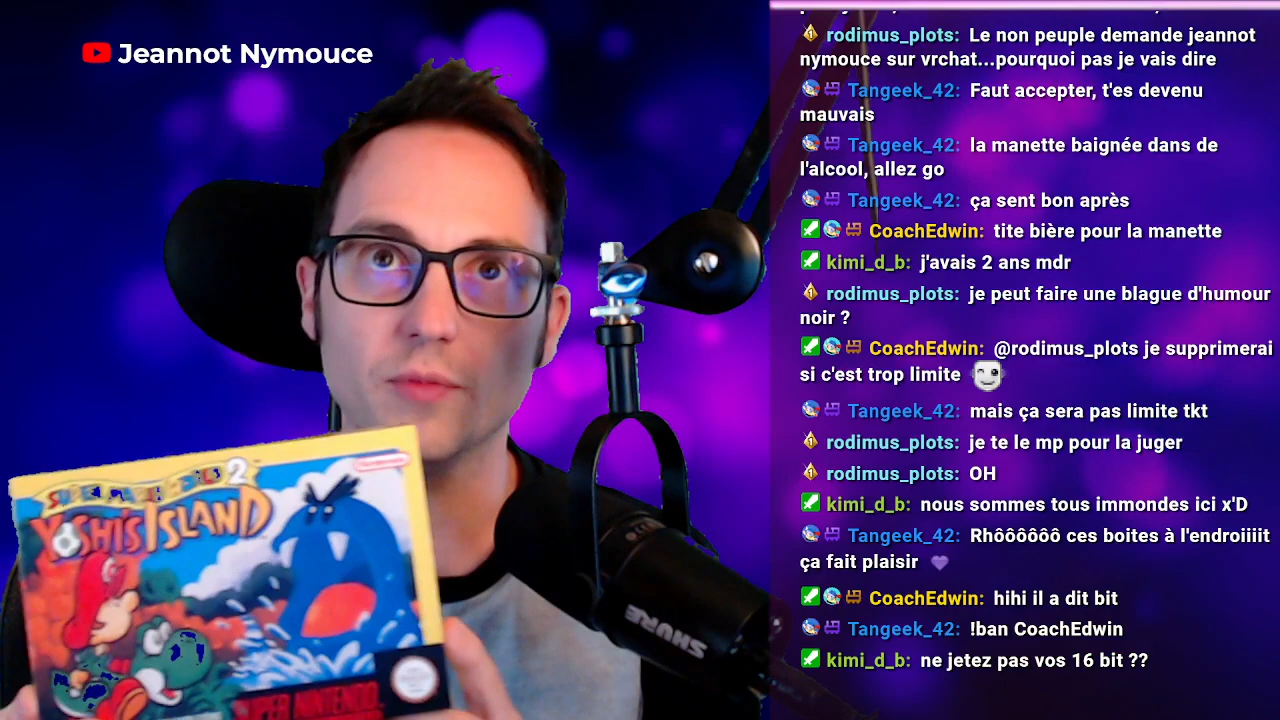 Jeannot Nymouce
rodimus_plots: Le non peuple demande jeannot
nymouce sur vrchat...pourquoi pas je vais dire
Tangeek_42: Faut accepter, t'es devenu
mauvais
Tangeek_42: la manette baignée dans de
l'alcool, allez go
Tangeek_42: ça sent bon après
CoachEdwin: tite bière pour la manette
kimi_d_b: j'avais 2 ans mdr
rodimus_plots: je peut faire une blague d'humour
noir ?
CoachEdwin: @rodimus_plots je supprimerai
si c'est trop limite
Tangeek_42: mais ça sera pas limite tkt
rodimus_plots: je te le mp pour la juger
rodimus_plots: OH
kimi_d_b: nous sommes tous immondes ici x'D
Tangeek_42: Rhôôôôôô ces boites à l'endroiiiit
ça fait plaisir
CoachEdwin: hihi il a dit bit
Tangeek_42: !ban CoachEdwin
kimi_d_b: ne jetez pas vos 16 bit ??
Nintendo
SUPER 2
YOSHI'S ISLAND
SUPER NINTENDO
SHURE